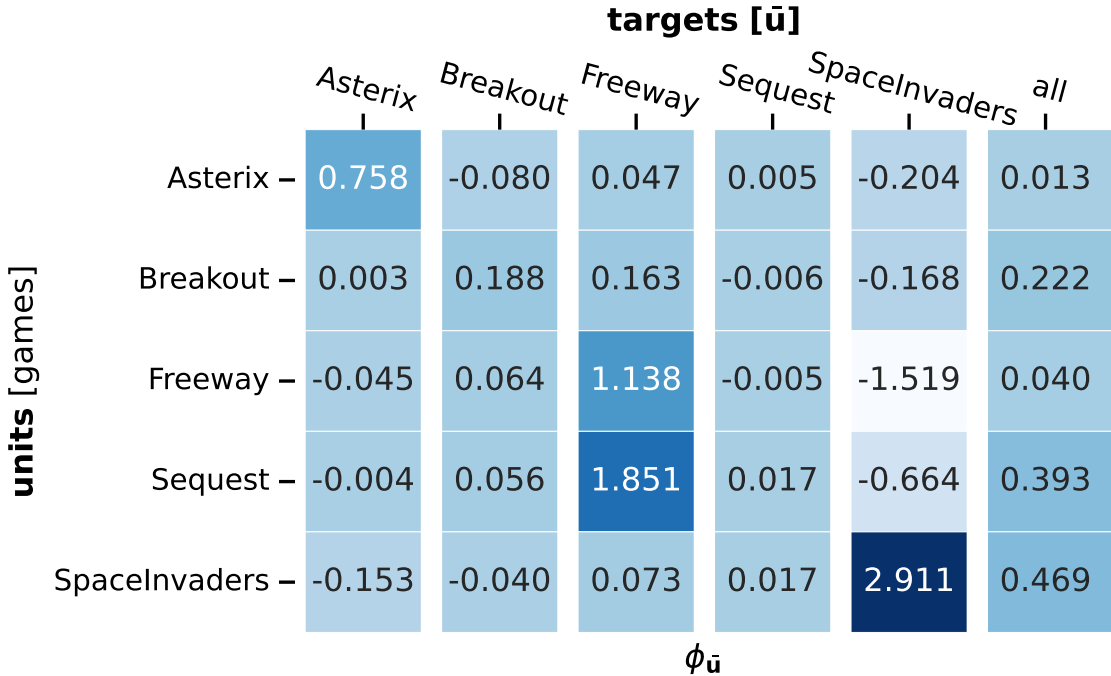 targets [ū]
Asterix Breakout Freeway Sequest SpaceInvaders all
units [games]
Asterix 0.758 -0.080 0.047 0.005 -0.204 0.013
Breakout 0.003 0.188 0.163 -0.006 -0.168 0.222
Freeway -0.045 0.064 1.138 -0.005 -1.519 0.040
Sequest -0.004 0.056 1.851 0.017 -0.664 0.393
SpaceInvaders -0.153 -0.040 0.073 0.017 2.911 0.469
ϕū